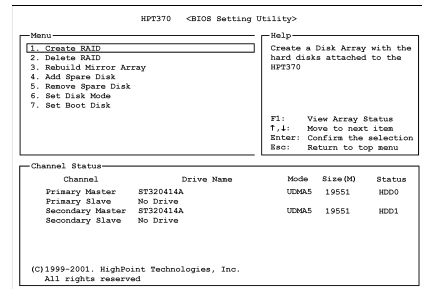 HPT370 <BIOS Setting Utility>
Menu
1. Create RAID
2. Delete RAID
3. Rebuild Mirror Array
4. Add Spare Disk
5. Remove Spare Disk
6. Set Disk Mode
7. Set Boot Disk
Help
Create a Disk Array with the
hard disks attached to the
HPT370
F1: View Array Status
↑,↓: Move to next item
Enter: Confirm the selection
Esc: Return to top menu
Channel Status
Channel Drive Name Mode Size(M) Status
Primary Master ST320414A UDMA5 19551 HDD0
Primary Slave No Drive
Secondary Master ST320414A UDMA5 19551 HDD1
Secondary Slave No Drive
(C)1999-2001. HighPoint Technologies, Inc.
All rights reserved